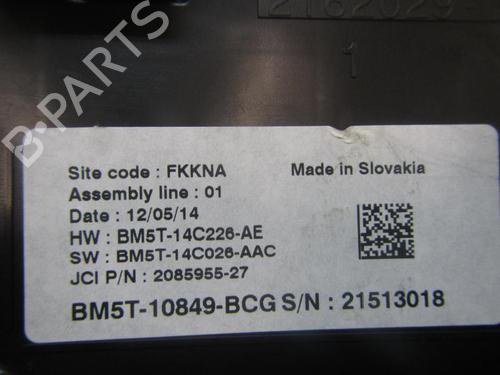 2182029-
1
B-PARTS
Site code : FKKNA
Made in Slovakia
Assembly line : 01
Date : 12/05/14
HW : BM5T-14C226-AE
SW : BM5T-14C026-AAC
JCI P/N : 2085955-27
BM5T-10849-BCG S/N : 21513018